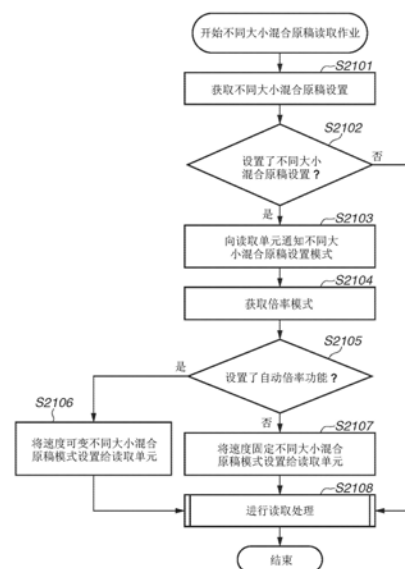 开始不同大小混合原稿读取作业
S2101
获取不同大小混合原稿设置
S2102
设置了不同大小
混合原稿设置？
否
是
S2103
向读取单元通知不同大
小混合原稿设置模式
S2104
获取倍率模式
S2105
设置了自动倍率功能？
是
否
S2106
将速度可变不同大小混合
原稿模式设置给读取单元
S2107
将速度固定不同大小混合
原稿模式设置给读取单元
S2108
进行读取处理
结束